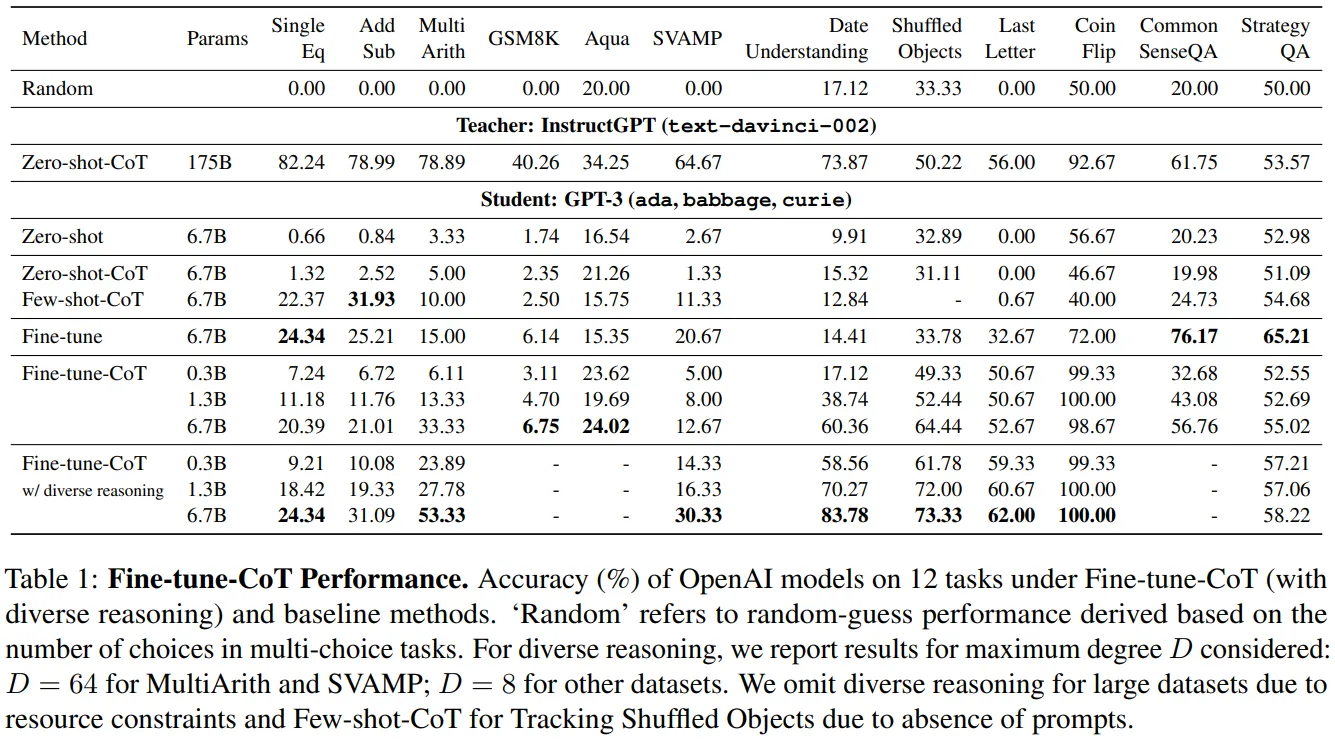 Method Params Single Eq Add Sub Multi Arith GSM8K Aqua SVAMP Date Understanding Shuffled Objects Last Letter Coin Flip Common SenseQA Strategy QA
Random 0.00 0.00 0.00 0.00 20.00 0.00 17.12 33.33 0.00 50.00 20.00 50.00
Teacher: InstructGPT (text-davinci-002)
Zero-shot-CoT 175B 82.24 78.99 78.89 40.26 34.25 64.67 73.87 50.22 56.00 92.67 61.75 53.57
Student: GPT-3 (ada, babbage, curie)
Zero-shot 6.7B 0.66 0.84 3.33 1.74 16.54 2.67 9.91 32.89 0.00 56.67 20.23 52.98
Zero-shot-CoT 6.7B 1.32 2.52 5.00 2.35 21.26 1.33 15.32 31.11 0.00 46.67 19.98 51.09
Few-shot-CoT 6.7B 22.37 31.93 10.00 2.50 15.75 11.33 12.84 - 0.67 40.00 24.73 54.68
Fine-tune 6.7B 24.34 25.21 15.00 6.14 15.35 20.67 14.41 33.78 32.67 72.00 76.17 65.21
Fine-tune-CoT 0.3B 7.24 6.72 6.11 3.11 23.62 5.00 17.12 49.33 50.67 99.33 32.68 52.55
1.3B 11.18 11.76 13.33 4.70 19.69 8.00 38.74 52.44 50.67 100.00 43.08 52.69
6.7B 20.39 21.01 33.33 6.75 24.02 12.67 60.36 64.44 52.67 98.67 56.76 55.02
Fine-tune-CoT 0.3B 9.21 10.08 23.89 - - 14.33 58.56 61.78 59.33 99.33 - 57.21
w/ diverse reasoning 1.3B 18.42 19.33 27.78 - - 16.33 70.27 72.00 60.67 100.00 - 57.06
6.7B 24.34 31.09 53.33 - - 30.33 83.78 73.33 62.00 100.00 - 58.22
Table 1: Fine-tune-CoT Performance. Accuracy (%) of OpenAI models on 12 tasks under Fine-tune-CoT (with
diverse reasoning) and baseline methods. ‘Random’ refers to random-guess performance derived based on the
number of choices in multi-choice tasks. For diverse reasoning, we report results for maximum degree D considered:
D = 64 for MultiArith and SVAMP; D = 8 for other datasets. We omit diverse reasoning for large datasets due to
resource constraints and Few-shot-CoT for Tracking Shuffled Objects due to absence of prompts.